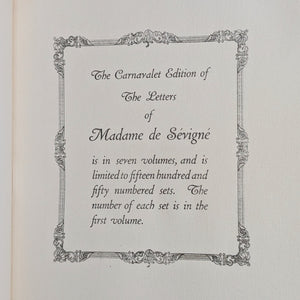 The Carnavalet Edition of
The Letters
of
Madame de Sévigné
is in seven volumes, and is
limited to fifteen hundred and
fifty numbered sets. The
number of each set is in the
first volume.